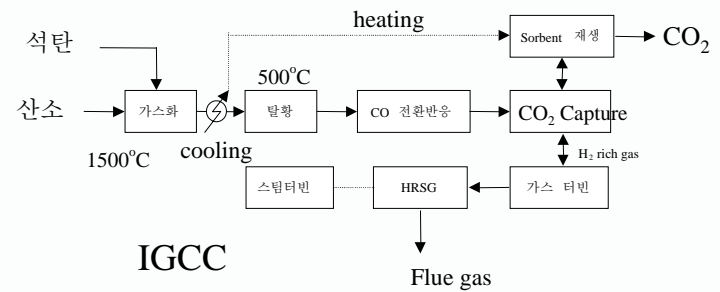 heating
석탄
Sorbent 재생
CO₂
500°C
산소
가스화
탈황
CO 전환반응
CO₂ Capture
1500°C
cooling
H₂ rich gas
스팀터빈
HRSG
가스 터빈
IGCC
Flue gas